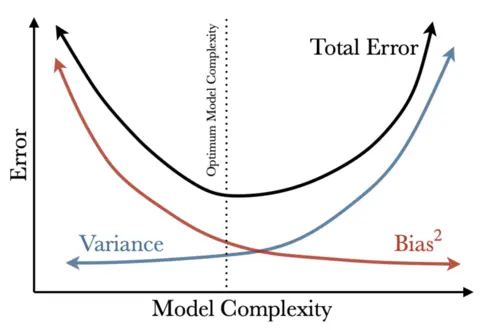 Total Error
Optimum Model Complexity
Error
Variance
Bias²
Model Complexity